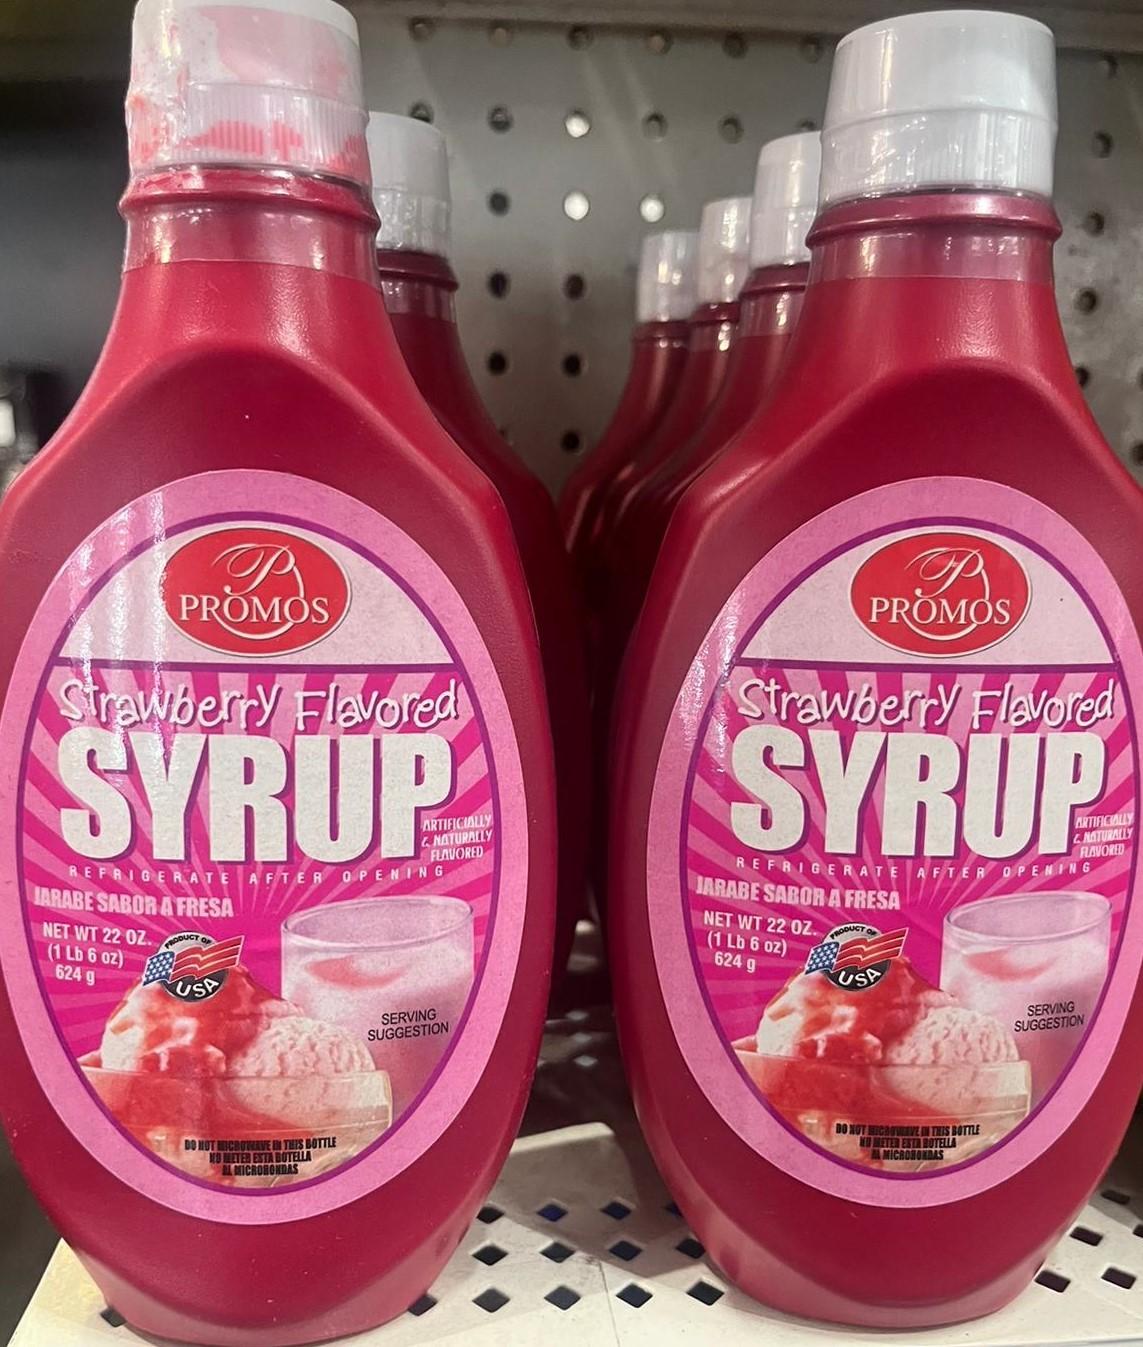 P
PROMOS
Strawberry Flavored
SYRUP
ARTIFICIALLY
& NATURALLY
FLAVORED
REFRIGERATE AFTER OPENING
JARABE SABOR A FRESA
NET WT 22 OZ.
(1 Lb 6 oz)
624 g
PRODUCT OF
USA
SERVING
SUGGESTION
DO NOT MICROWAVE IN THIS BOTTLE
NO METER ESTA BOTELLA
AL MICROHONDAS
P
PROMOS
Strawberry Flavored
SYRUP
ARTIFICIALLY
& NATURALLY
FLAVORED
REFRIGERATE AFTER OPENING
JARABE SABOR A FRESA
NET WT 22 OZ.
(1 Lb 6 oz)
624 g
PRODUCT OF
USA
SERVING
SUGGESTION
DO NOT MICROWAVE IN THIS BOTTLE
NO METER ESTA BOTELLA
AL MICROHONDAS